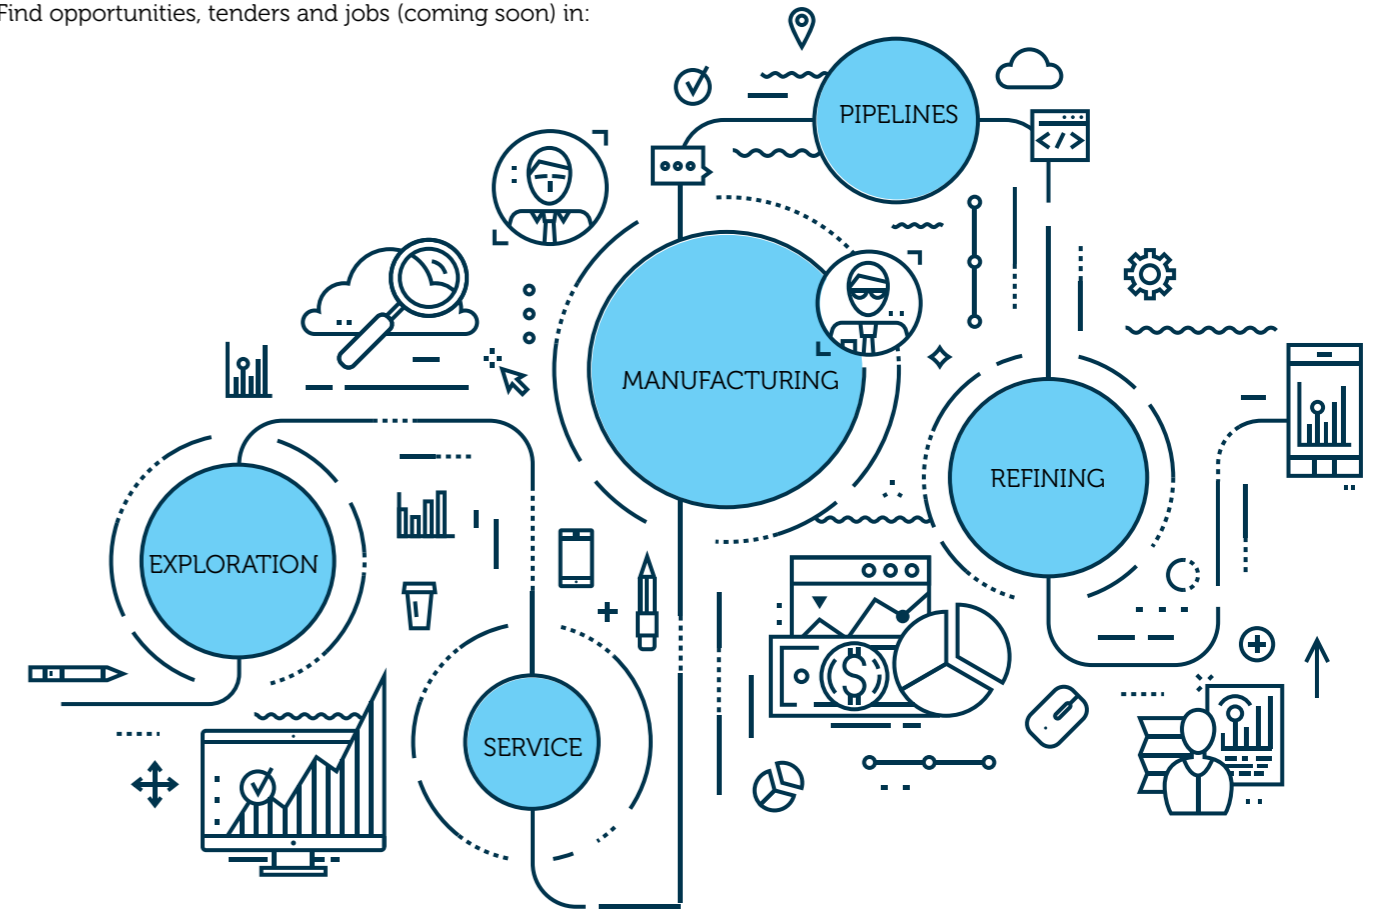 Find opportunities, tenders and jobs (coming soon) in:
PIPELINES
MANUFACTURING
REFINING
EXPLORATION
SERVICE